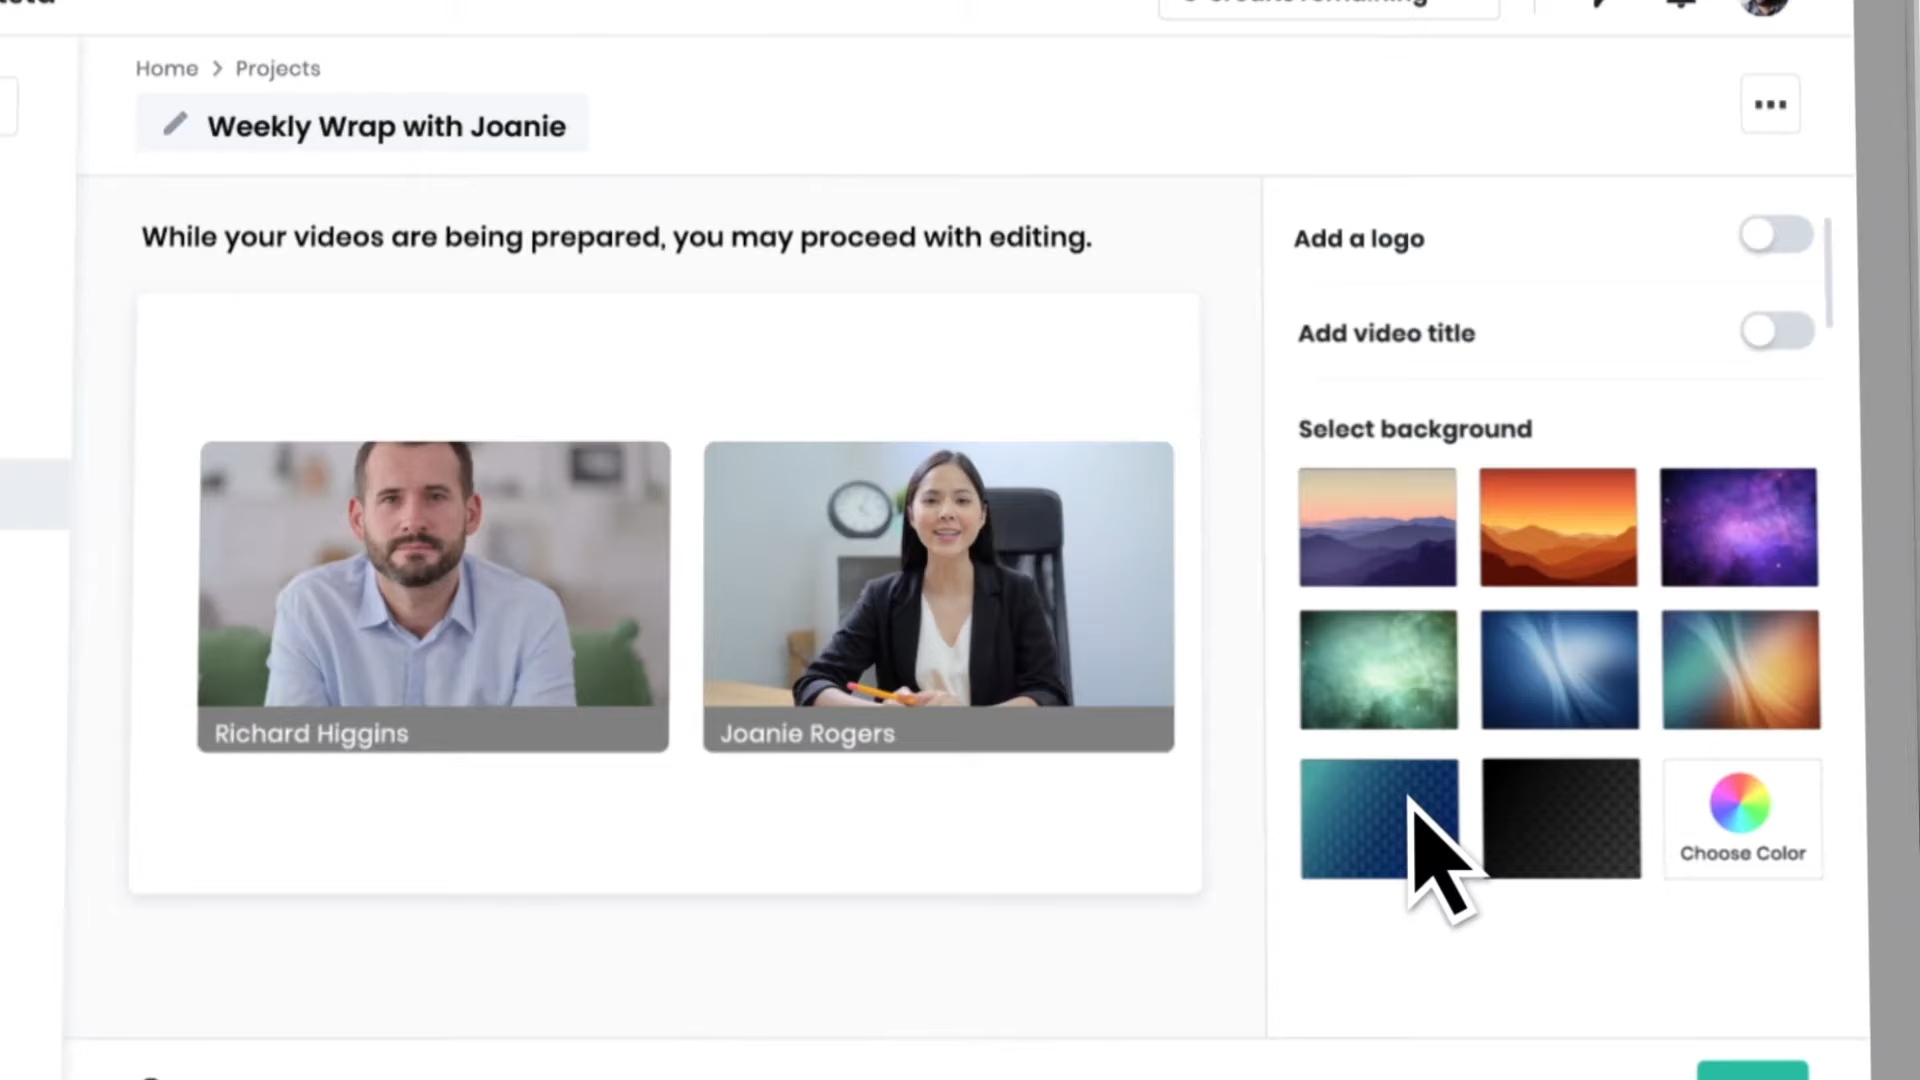 Home > Projects
Weekly Wrap with Joanie
While your videos are being prepared, you may proceed with editing.
Add a logo
Add video title
Select background
Richard Higgins
Joanie Rogers
Choose Color